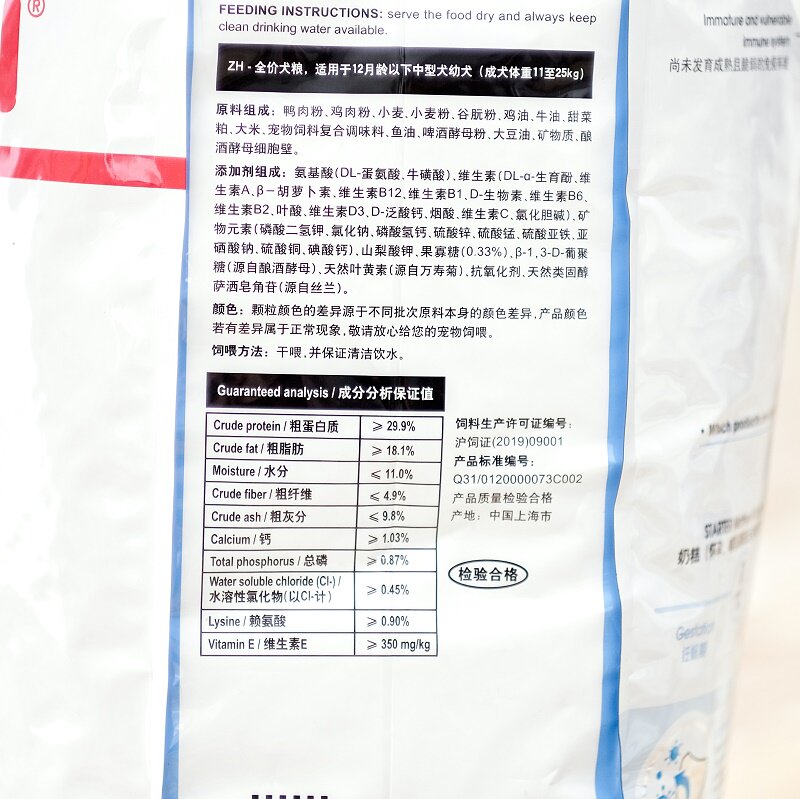 ®
FEEDING INSTRUCTIONS: serve the food dry and always keep
clean drinking water available.
ZH - 全价犬粮，适用于12月龄以下中型犬幼犬（成犬体重11至25kg）
原料组成：鸭肉粉、鸡肉粉、小麦、小麦粉、谷朊粉、鸡油、牛油、甜菜
粕、大米、宠物饲料复合调味料、鱼油、啤酒酵母粉、大豆油、矿物质、酿
酒酵母细胞壁。
添加剂组成：氨基酸(DL-蛋氨酸、牛磺酸)、维生素(DL-α-生育酚、维
生素A、β－胡萝卜素、维生素B12、维生素B1、D-生物素、维生素B6、
维生素B2、叶酸、维生素D3、D-泛酸钙、烟酸、维生素C、氯化胆碱)、矿
物元素(磷酸二氢钾、氯化钠、磷酸氢钙、硫酸锌、硫酸锰、硫酸亚铁、亚
硒酸钠、硫酸铜、碘酸钙)、山梨酸钾、果寡糖(0.33%)、β-1,3-D-葡聚
糖(源自酿酒酵母)、天然叶黄素(源自万寿菊)、抗氧化剂、天然类固醇
萨洒皂角苷(源自丝兰)。
颜色：颗粒颜色的差异源于不同批次原料本身的颜色差异，产品颜色
若有差异属于正常现象，敬请放心给您的宠物饲喂。
饲喂方法：干喂，并保证清洁饮水。
Guaranteed analysis / 成分分析保证值
Crude protein / 粗蛋白质 ⩾ 29.9%
Crude fat / 粗脂肪 ⩾ 18.1%
Moisture / 水分 ⩽ 11.0%
Crude fiber / 粗纤维 ⩽ 4.9%
Crude ash / 粗灰分 ⩽ 9.8%
Calcium / 钙 ⩾ 1.03%
Total phosphorus / 总磷 ⩾ 0.87%
Water soluble chloride (Cl-) /
水溶性氯化物(以Cl-计) ⩾ 0.45%
Lysine / 赖氨酸 ⩾ 0.90%
Vitamin E / 维生素E ⩾ 350 mg/kg
饲料生产许可证编号：
沪饲证(2019)09001
产品标准编号：
Q31/0120000073C002
产品质量检验合格
产地：中国上海市
检验合格
Immature and vulnerable
immune system
尚未发育成熟且脆弱的免疫系统
• Which products
STARTER
奶糕
Gestation
妊娠期